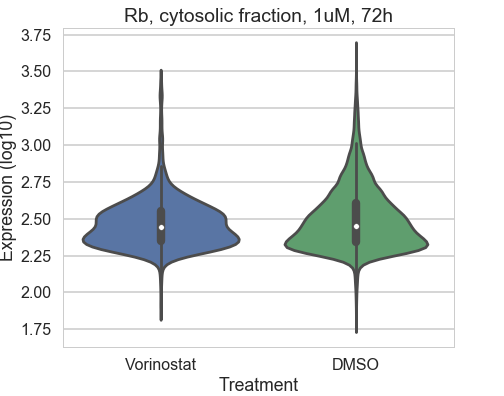 Rb, cytosolic fraction, 1uM, 72h
3.75
3.50
3.25
3.00
2.75
2.50
2.25
2.00
1.75
Expression (log10)
Vorinostat
DMSO
Treatment